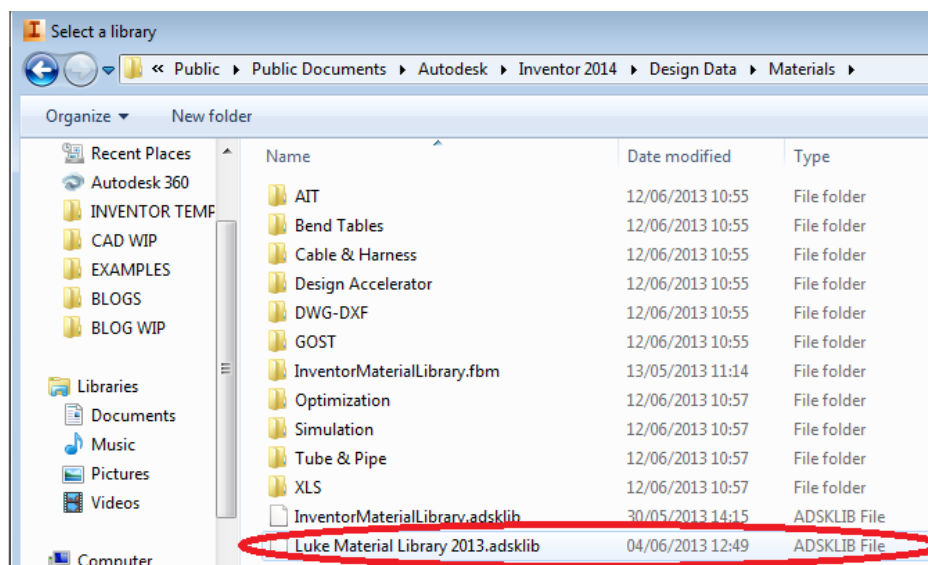 Select a library
« Public ▸ Public Documents ▸ Autodesk ▸ Inventor 2014 ▸ Design Data ▸ Materials ▸
Organize ▾ New folder
Recent Places
Autodesk 360
INVENTOR TEMP
CAD WIP
EXAMPLES
BLOGS
BLOG WIP
Libraries
Documents
Music
Pictures
Videos
Computer
Name Date modified Type
AIT 12/06/2013 10:55 File folder
Bend Tables 12/06/2013 10:55 File folder
Cable & Harness 12/06/2013 10:55 File folder
Design Accelerator 12/06/2013 10:55 File folder
DWG-DXF 12/06/2013 10:55 File folder
GOST 12/06/2013 10:55 File folder
InventorMaterialLibrary.fbm 13/05/2013 11:14 File folder
Optimization 12/06/2013 10:57 File folder
Simulation 12/06/2013 10:57 File folder
Tube & Pipe 12/06/2013 10:57 File folder
XLS 12/06/2013 10:57 File folder
InventorMaterialLibrary.adsklib 30/05/2013 14:15 ADSKLIB File
Luke Material Library 2013.adsklib 04/06/2013 12:49 ADSKLIB File